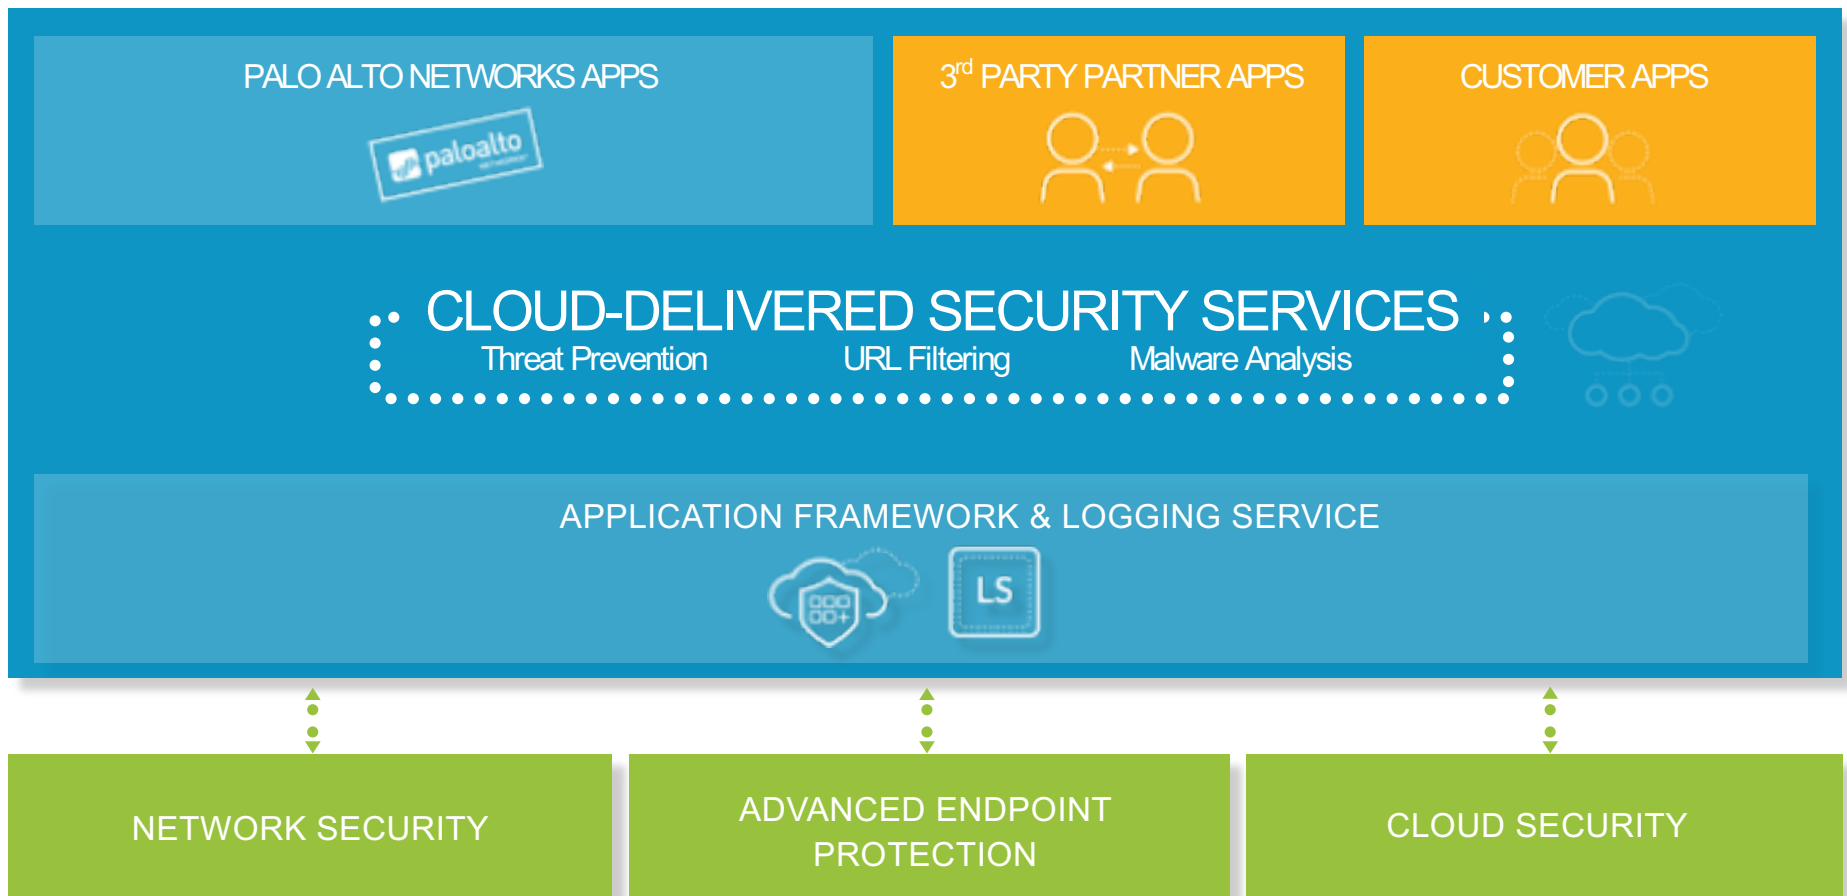 PALO ALTO NETWORKS APPS
paloalto
NETWORKS
3rd PARTY PARTNER APPS
CUSTOMER APPS
CLOUD-DELIVERED SECURITY SERVICES
Threat Prevention URL Filtering Malware Analysis
APPLICATION FRAMEWORK & LOGGING SERVICE
LS
NETWORK SECURITY
ADVANCED ENDPOINT
PROTECTION
CLOUD SECURITY